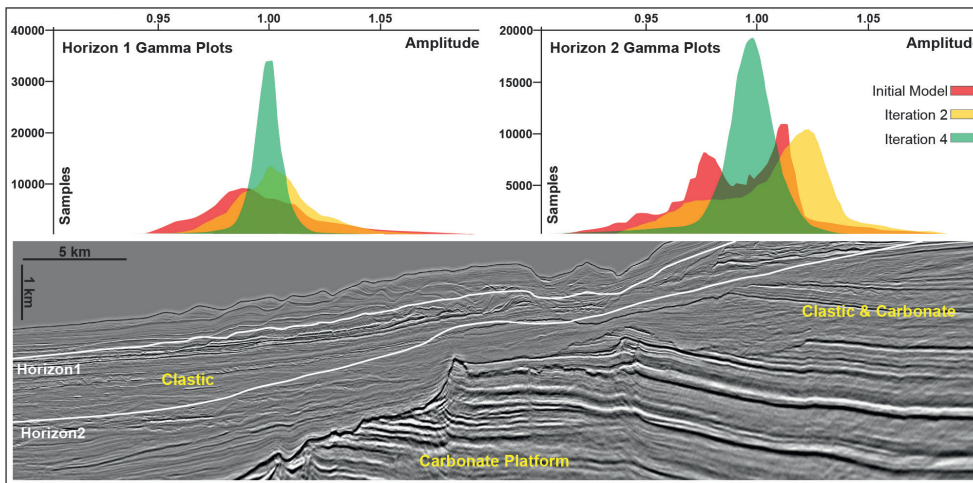 0.95 1.00 1.05
40000
Horizon 1 Gamma Plots
Amplitude
30000
20000
10000
Samples
0.95 1.00 1.05
20000
Horizon 2 Gamma Plots
Amplitud
15000
10000
5000
Samples
Initial Model
Iteration 2
Iteration 4
5 km
1 km
Clastic & Carbonate
Horizon1
Clastic
Horizon2
Carbonate Platform